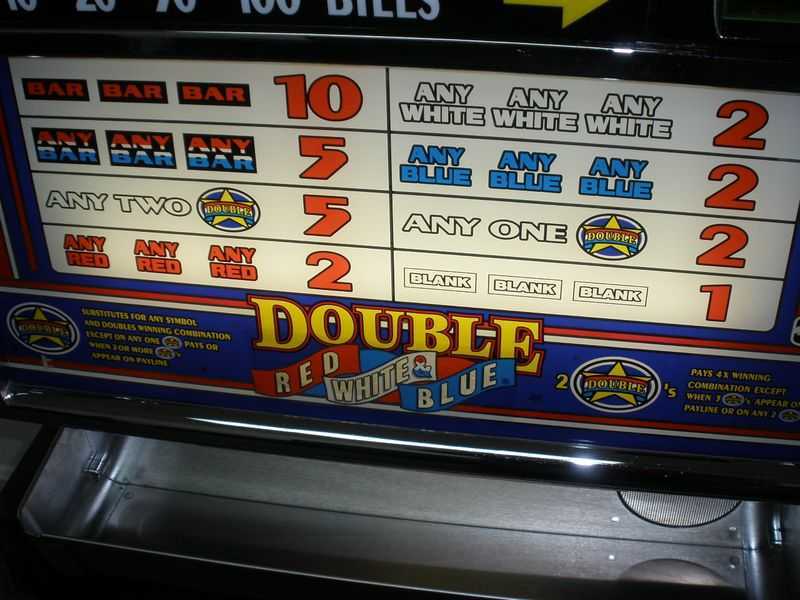 20 100 BILLS
BAR BAR BAR 10
ANY BAR ANY BAR ANY BAR 5
ANY TWO DOUBLE 5
ANY RED ANY RED ANY RED 2
ANY WHITE ANY WHITE ANY WHITE 2
ANY BLUE ANY BLUE ANY BLUE 2
ANY ONE DOUBLE 2
BLANK BLANK BLANK 1
DOUBLE
SUBSTITUTES FOR ANY SYMBOL
AND DOUBLES WINNING COMBINATION
EXCEPT ON ANY ONE PAYS OR
WHEN 2 OR MORE 's
APPEAR ON PAYLINE
DOUBLE
RED WHITE & BLUE
2 DOUBLE 's
PAYS 4X WINNING
COMBINATION EXCEPT
WHEN 3 's APPEAR ON
PAYLINE OR ON ANY 2